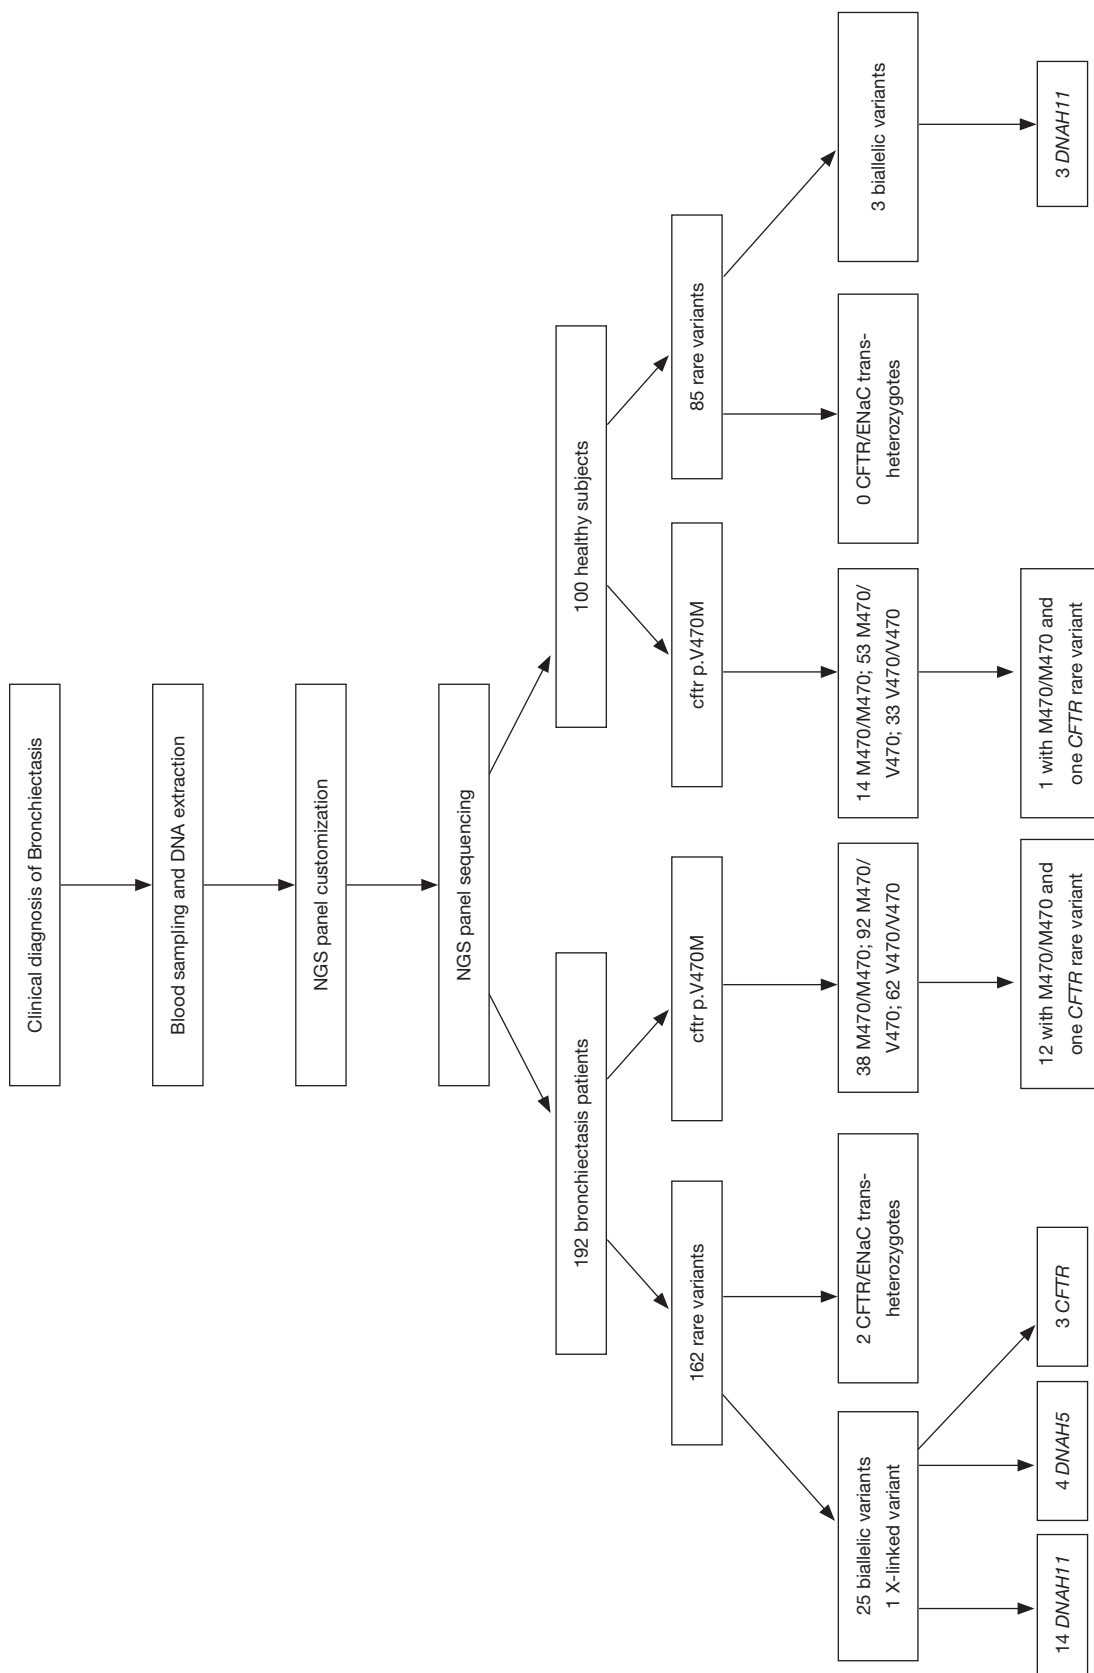 Clinical diagnosis of Bronchiectasis
Blood sampling and DNA extraction
NGS panel customization
NGS panel sequencing
192 bronchiectasis patients
100 healthy subjects
162 rare variants
cftr p.V470M
cftr p.V470M
85 rare variants
25 biallelic variants
1 X-linked variant
2 CFTR/ENaC trans-
heterozygotes
38 M470/M470; 92 M470/
V470; 62 V470/V470
14 M470/M470; 53 M470/
V470; 33 V470/V470
0 CFTR/ENaC trans-
heterozygotes
3 biallelic variants
14 DNAH11
4 DNAH5
3 CFTR
12 with M470/M470 and
one CFTR rare variant
1 with M470/M470 and
one CFTR rare variant
3 DNAH11